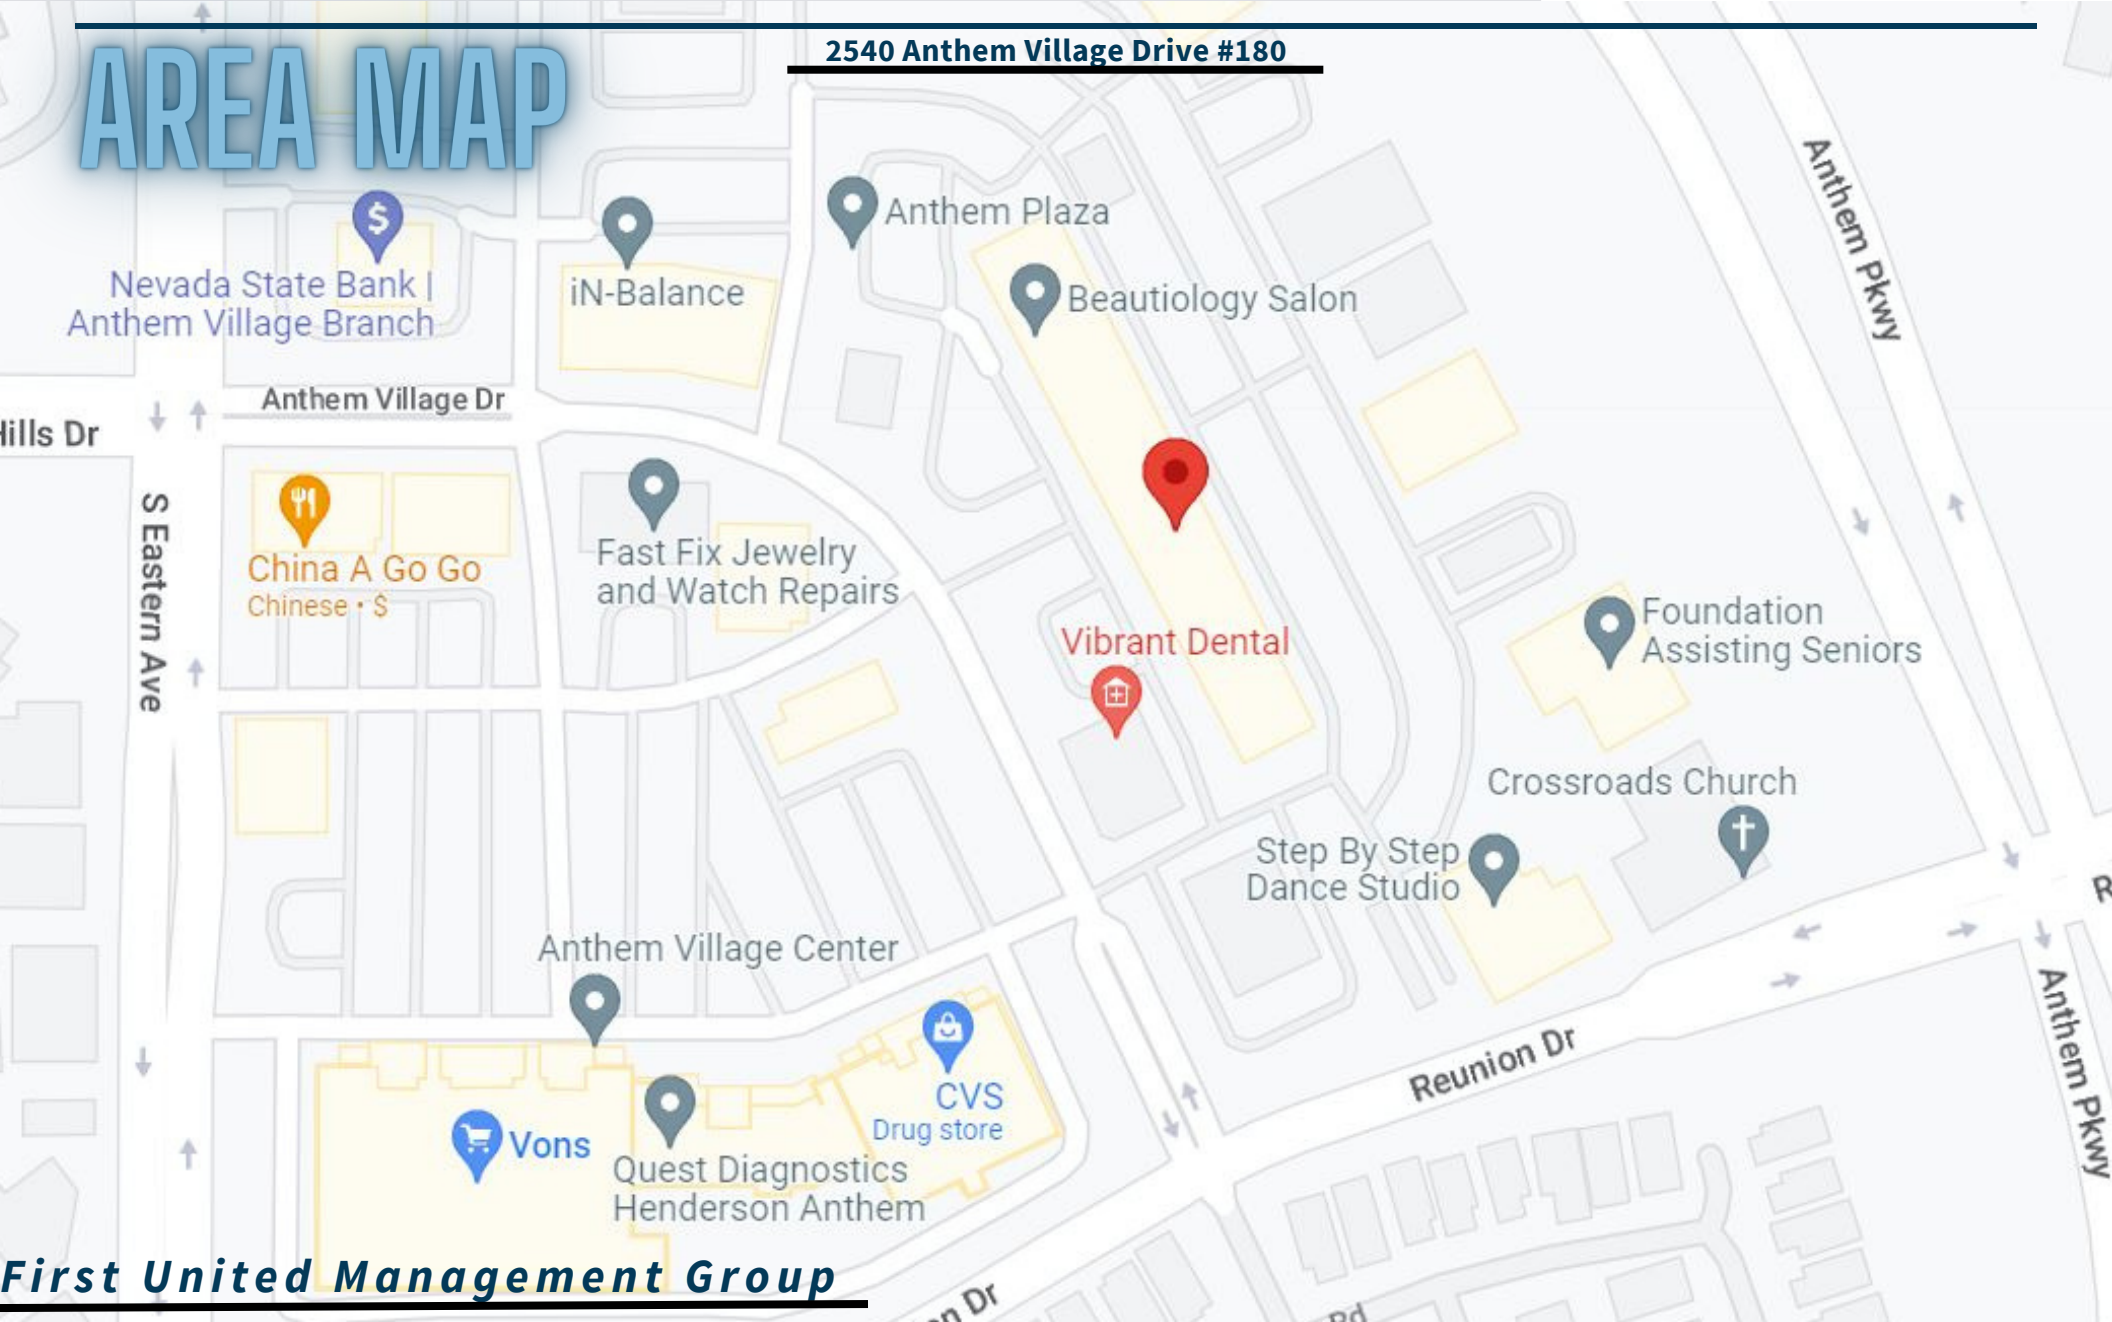 2540 Anthem Village Drive #180
AREA MAP
Anthem Pkwy
Anthem Plaza
Nevada State Bank |
Anthem Village Branch
iN-Balance
Beautiology Salon
Anthem Village Dr
Hills Dr
S Eastern Ave
China A Go Go
Chinese • $
Fast Fix Jewelry
and Watch Repairs
Vibrant Dental
Foundation
Assisting Seniors
Crossroads Church
Step By Step
Dance Studio
Anthem Village Center
Anthem Pkwy
Reunion Dr
CVS
Drug store
Vons
Quest Diagnostics
Henderson Anthem
First United Management Group
on Dr
Rd